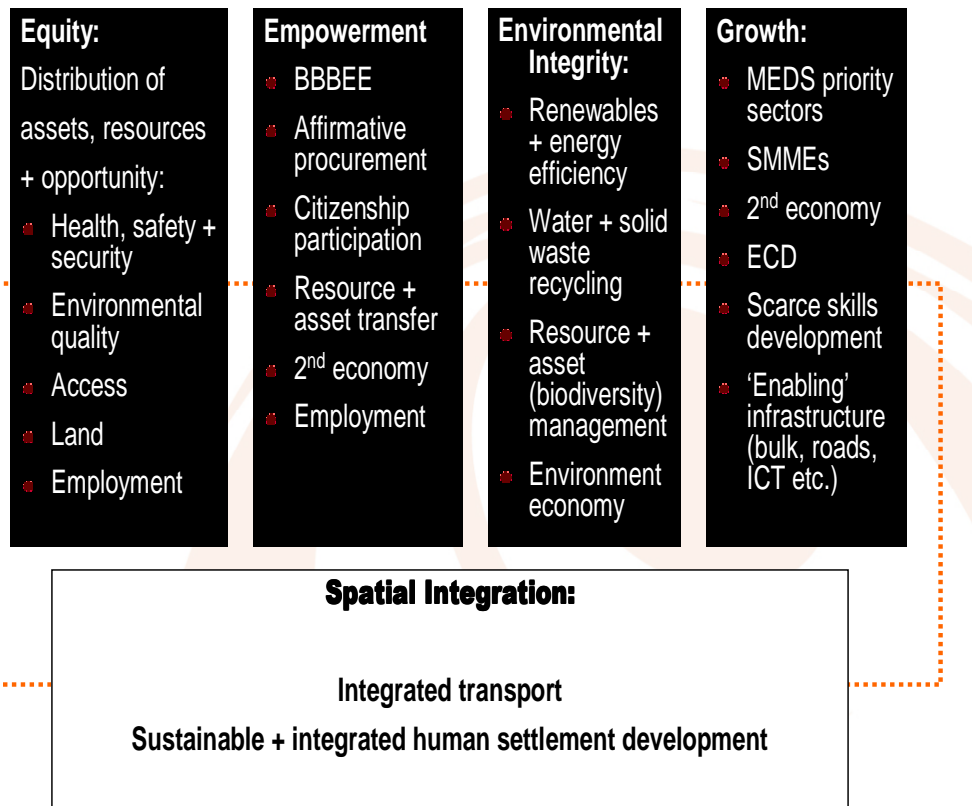 Equity:
Distribution of
assets, resources
+ opportunity:
Health, safety +
security
Environmental
quality
Access
Land
Employment
Empowerment
BBBEE
Affirmative
procurement
Citizenship
participation
Resource +
asset transfer
2nd economy
Employment
Environmental
Integrity:
Renewables
+ energy
efficiency
Water + solid
waste
recycling
Resource +
asset
(biodiversity)
management
Environment
economy
Growth:
MEDS priority
sectors
SMMEs
2nd economy
ECD
Scarce skills
development
‘Enabling’
infrastructure
(bulk, roads,
ICT etc.)
Spatial Integration:
Integrated transport
Sustainable + integrated human settlement development